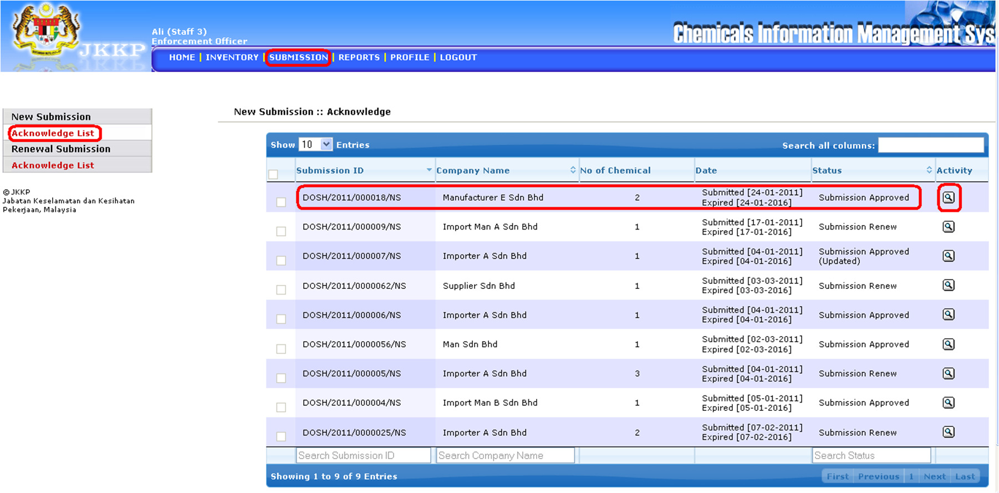 Ali (Staff 3)
Enforcement Officer
Chemicals Information Management Sys
JKKP
HOME | INVENTORY | SUBMISSION | REPORTS | PROFILE | LOGOUT
New Submission
Acknowledge List
Renewal Submission
Acknowledge List
© JKKP
Jabatan Keselamatan dan Kesihatan
Pekerjaan, Malaysia
New Submission :: Acknowledge
Show 10 Entries Search all columns:
Submission ID Company Name No of Chemical Date Status Activity
DOSH/2011/000018/NS Manufacturer E Sdn Bhd 2 Submitted [24-01-2011] Submission Approved
Expired [24-01-2016]
DOSH/2011/000009/NS Import Man A Sdn Bhd 1 Submitted [17-01-2011] Submission Renew
Expired [17-01-2016]
DOSH/2011/000007/NS Importer A Sdn Bhd 1 Submitted [04-01-2011] Submission Approved
Expired [04-01-2016] (Updated)
DOSH/2011/0000062/NS Supplier Sdn Bhd 1 Submitted [03-03-2011] Submission Renew
Expired [03-03-2016]
DOSH/2011/000006/NS Importer A Sdn Bhd 1 Submitted [04-01-2011] Submission Approved
Expired [04-01-2016]
DOSH/2011/0000056/NS Man Sdn Bhd 1 Submitted [02-03-2011] Submission Approved
Expired [02-03-2016]
DOSH/2011/000005/NS Importer A Sdn Bhd 3 Submitted [04-01-2011] Submission Renew
Expired [04-01-2016]
DOSH/2011/000004/NS Import Man B Sdn Bhd 1 Submitted [05-01-2011] Submission Approved
Expired [05-01-2016]
DOSH/2011/0000025/NS Importer A Sdn Bhd 2 Submitted [07-02-2011] Submission Renew
Expired [07-02-2016]
Search Submission ID Search Company Name Search Status
Showing 1 to 9 of 9 Entries First Previous 1 Next Last